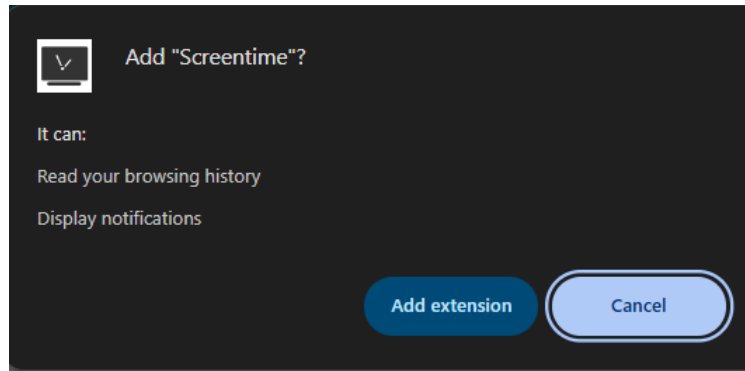 Add "Screentime"?
It can:
Read your browsing history
Display notifications
Add extension
Cancel